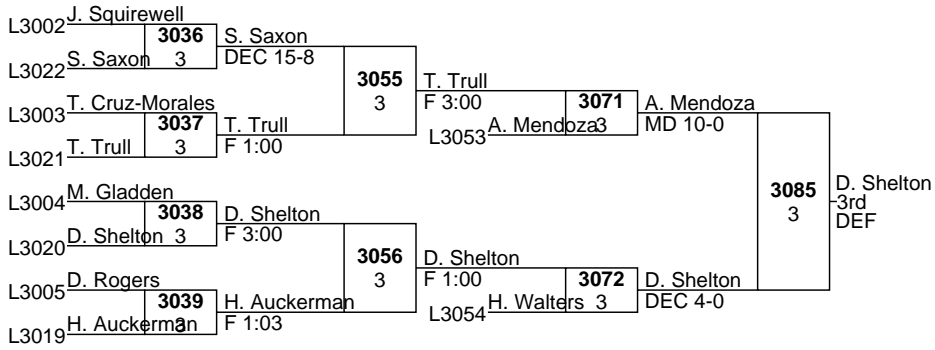 L3002
J. Squirewell
3036
3
L3022
S. Saxon
S. Saxon
DEC 15-8
3055
3
L3003
T. Cruz-Morales
3037
3
L3021
T. Trull
T. Trull
F 1:00
T. Trull
F 3:00
3071
3
L3053
A. Mendoza
A. Mendoza
MD 10-0
L3004
M. Gladden
3038
3
L3020
D. Shelton
D. Shelton
F 3:00
3056
3
L3005
D. Rogers
3039
3
L3019
H. Auckerman
H. Auckerman
F 1:03
D. Shelton
F 1:00
3072
3
L3054
H. Walters
D. Shelton
DEC 4-0
3085
3
D. Shelton
3rd
DEF